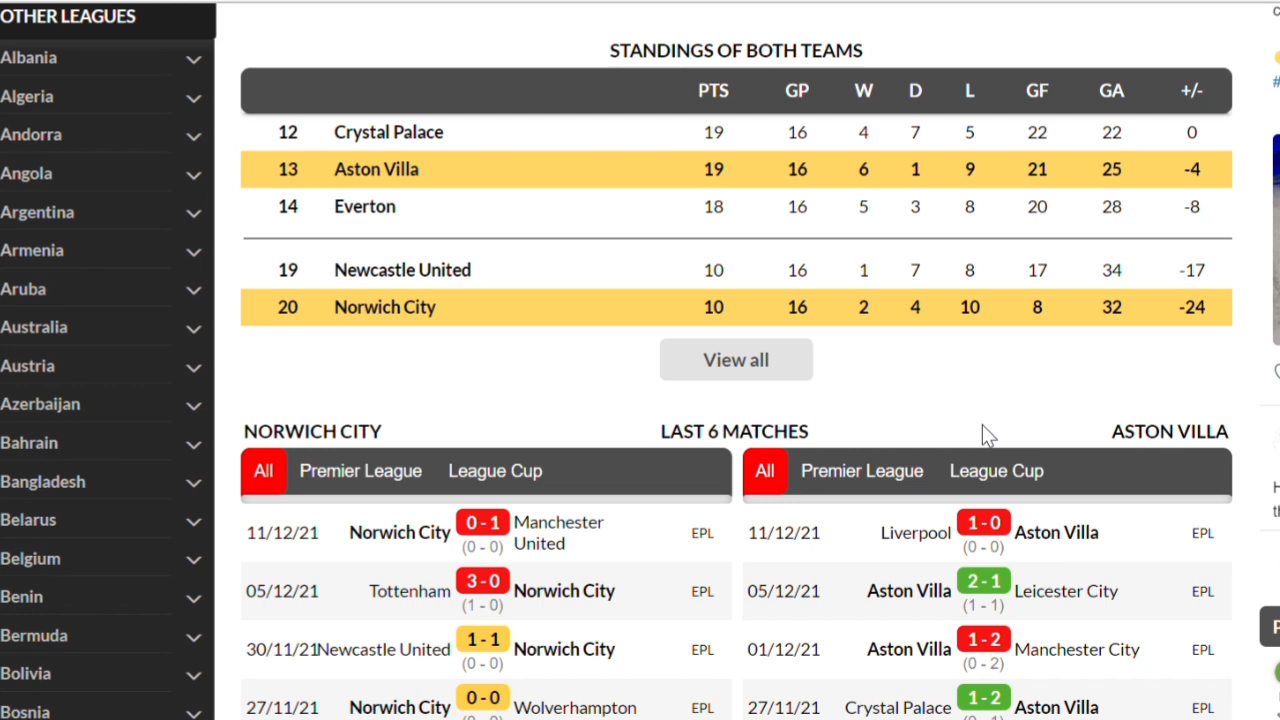 OTHER LEAGUES
Albania
Algeria
Andorra
Angola
Argentina
Armenia
Aruba
Australia
Austria
Azerbaijan
Bahrain
Bangladesh
Belarus
Belgium
Benin
Bermuda
Bolivia
Bosnia
STANDINGS OF BOTH TEAMS
PTS GP W D L GF GA +/-
12 Crystal Palace 19 16 4 7 5 22 22 0
13 Aston Villa 19 16 6 1 9 21 25 -4
14 Everton 18 16 5 3 8 20 28 -8
19 Newcastle United 10 16 1 7 8 17 34 -17
20 Norwich City 10 16 2 4 10 8 32 -24
View all
NORWICH CITY LAST 6 MATCHES ASTON VILLA
All Premier League League Cup
11/12/21 Norwich City 0 - 1 Manchester United EPL
(0 - 0)
05/12/21 Tottenham 3 - 0 Norwich City EPL
(1 - 0)
30/11/21 Newcastle United 1 - 1 Norwich City EPL
(0 - 0)
27/11/21 Norwich City 0 - 0 Wolverhampton EPL
All Premier League League Cup
11/12/21 Liverpool 1 - 0 Aston Villa EPL
(0 - 0)
05/12/21 Aston Villa 2 - 1 Leicester City EPL
(1 - 1)
01/12/21 Aston Villa 1 - 2 Manchester City EPL
(0 - 2)
27/11/21 Crystal Palace 1 - 2 Aston Villa EPL